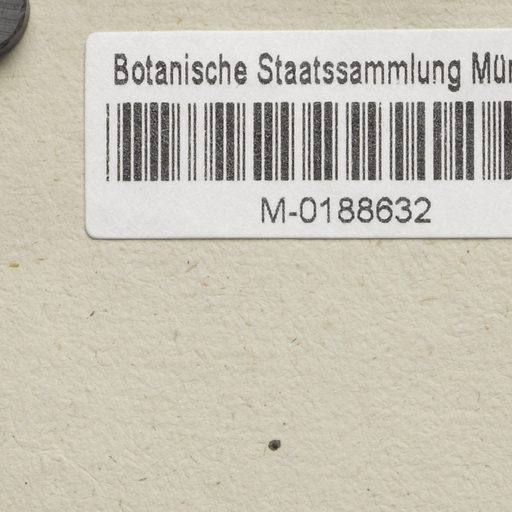 Botanische Staatssammlung Mün
M-0188632